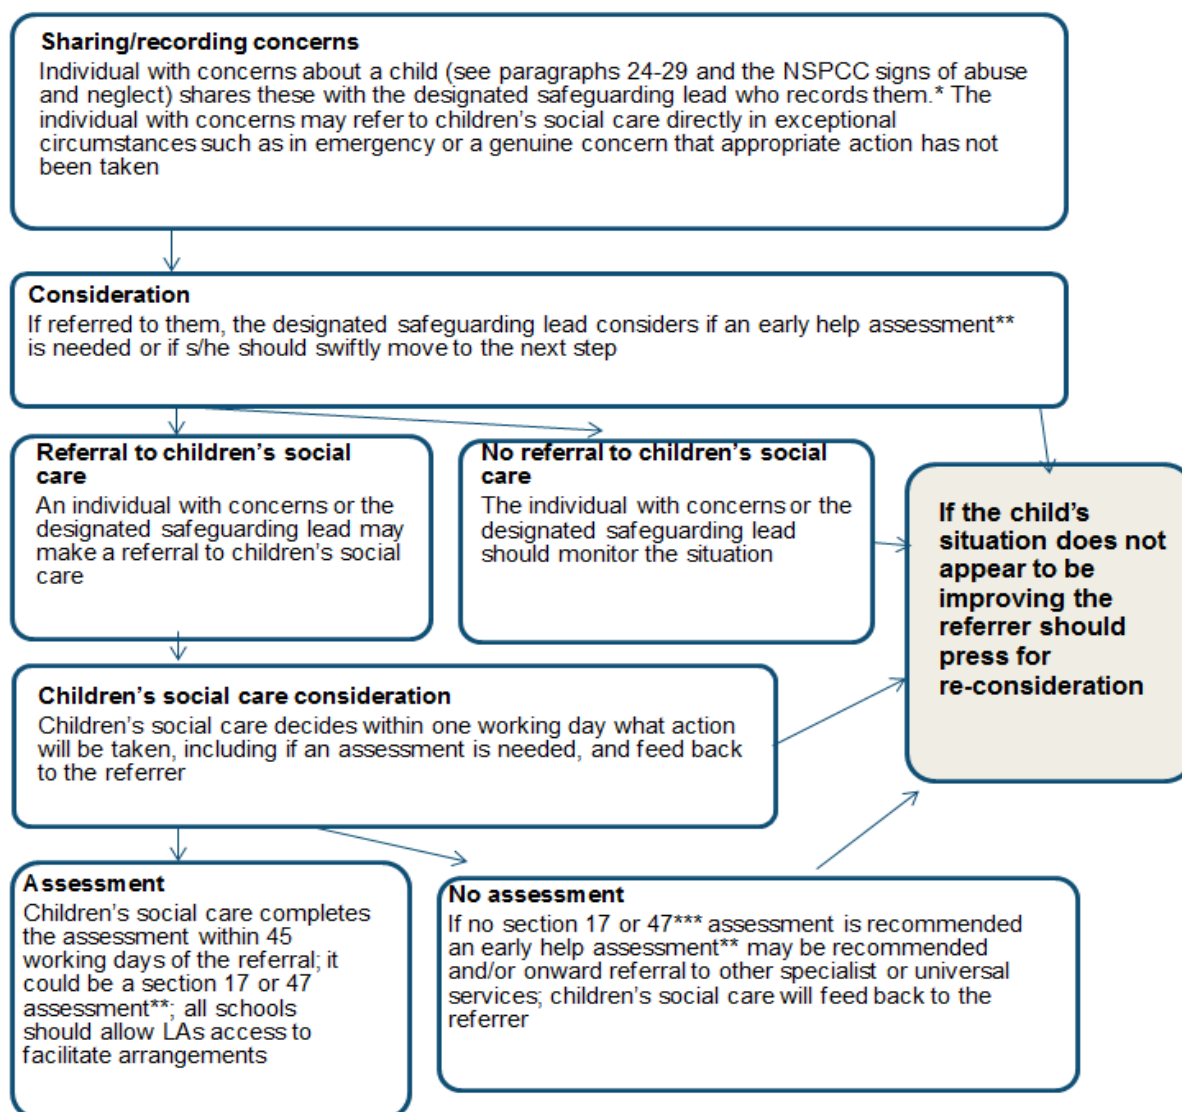 Sharing/recording concerns
Individual with concerns about a child (see paragraphs 24-29 and the NSPCC signs of abuse
and neglect) shares these with the designated safeguarding lead who records them.* The
individual with concerns may refer to children’s social care directly in exceptional
circumstances such as in emergency or a genuine concern that appropriate action has not
been taken
Consideration
If referred to them, the designated safeguarding lead considers if an early help assessment**
is needed or if s/he should swiftly move to the next step
Referral to children’s social
care
An individual with concerns or the
designated safeguarding lead may
make a referral to children’s social
care
No referral to children’s social
care
The individual with concerns or the
designated safeguarding lead
should monitor the situation
If the child’s
situation does not
appear to be
improving the
referrer should
press for
re-consideration
Children’s social care consideration
Children’s social care decides within one working day what action
will be taken, including if an assessment is needed, and feed back
to the referrer
Assessment
Children’s social care completes
the assessment within 45
working days of the referral; it
could be a section 17 or 47
assessment**; all schools
should allow LAs access to
facilitate arrangements
No assessment
If no section 17 or 47*** assessment is recommended
an early help assessment** may be recommended
and/or onward referral to other specialist or universal
services; children’s social care will feed back to the
referrer